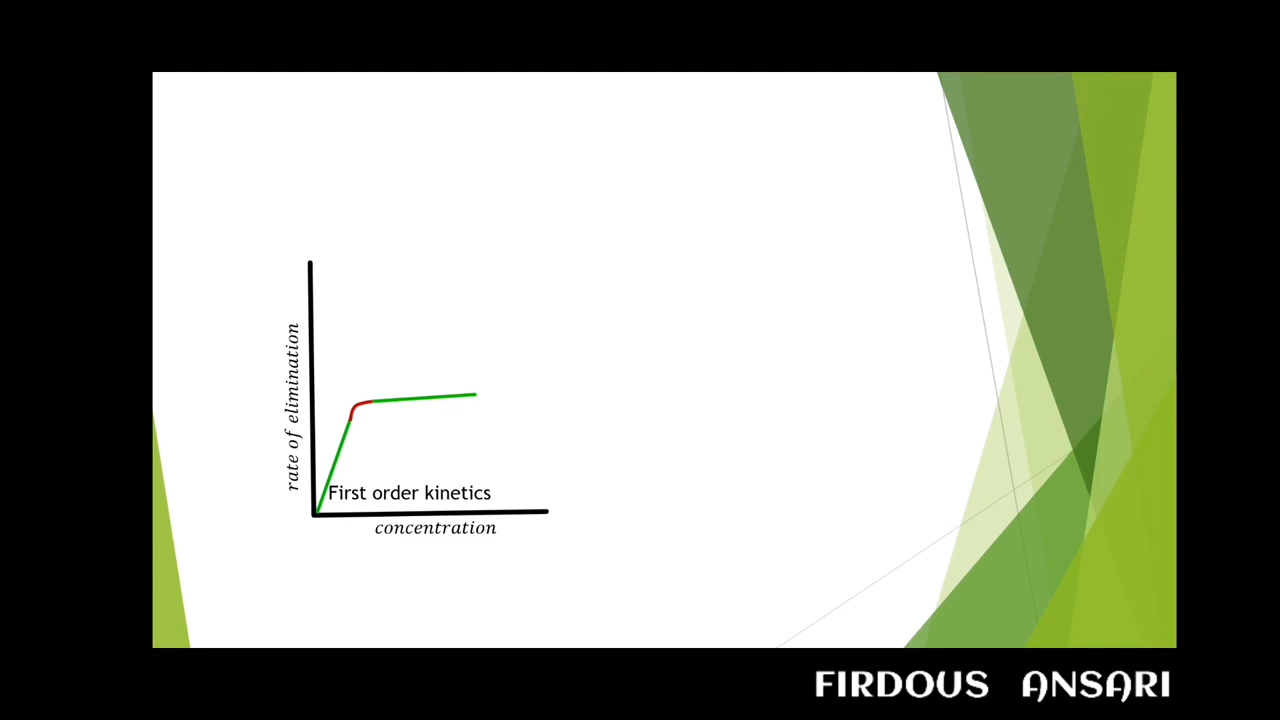 rate of elimination
First order kinetics
concentration
FIRDOUS ANSARI